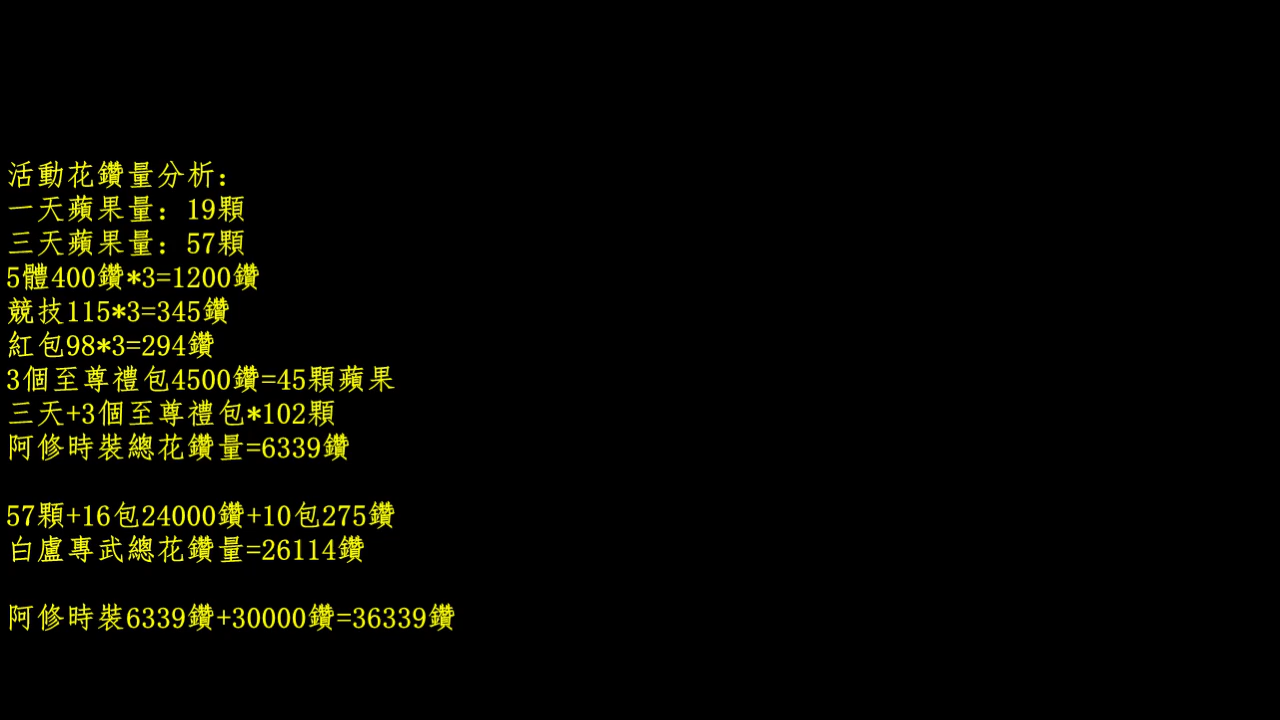 活動花鑽量分析：
一天蘋果量：19顆
三天蘋果量：57顆
5體400鑽*3=1200鑽
競技115*3=345鑽
紅包98*3=294鑽
3個至尊禮包4500鑽=45顆蘋果
三天+3個至尊禮包*102顆
阿修時裝總花鑽量=6339鑽
57顆+16包24000鑽+10包275鑽
白盧專武總花鑽量=26114鑽
阿修時裝6339鑽+30000鑽=36339鑽